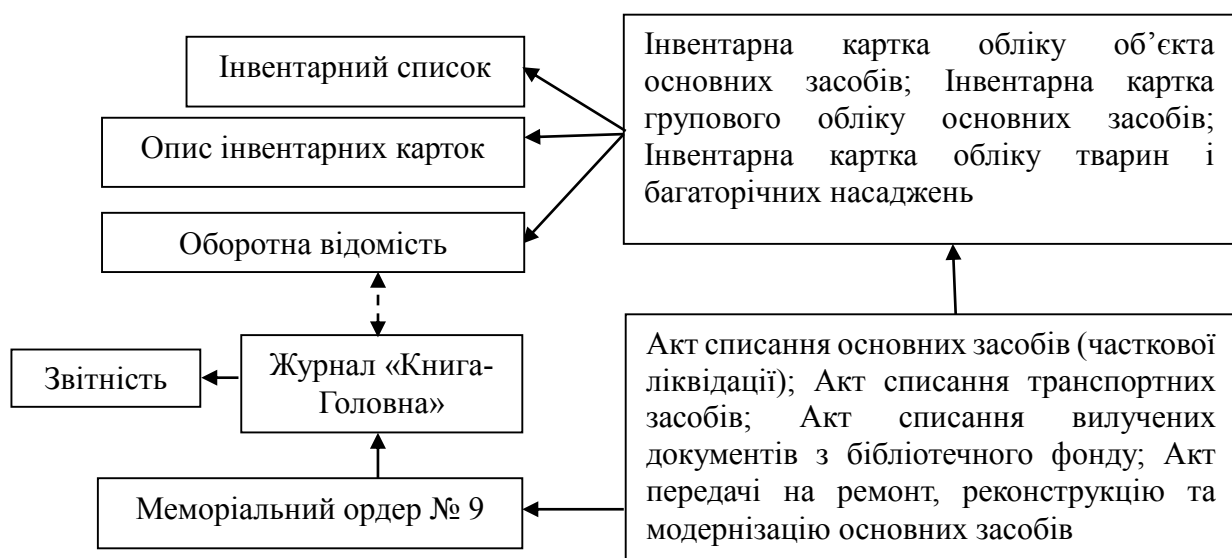 Інвентарний список
Опис інвентарних карток
Оборотна відомість
Інвентарна картка обліку об’єкта
основних засобів; Інвентарна картка
групового обліку основних засобів;
Інвентарна картка обліку тварин і
багаторічних насаджень
Звітність
Журнал «Книга-
Головна»
Меморіальний ордер № 9
Акт списання основних засобів (часткової
ліквідації); Акт списання транспортних
засобів; Акт списання вилучених
документів з бібліотечного фонду; Акт
передачі на ремонт, реконструкцію та
модернізацію основних засобів